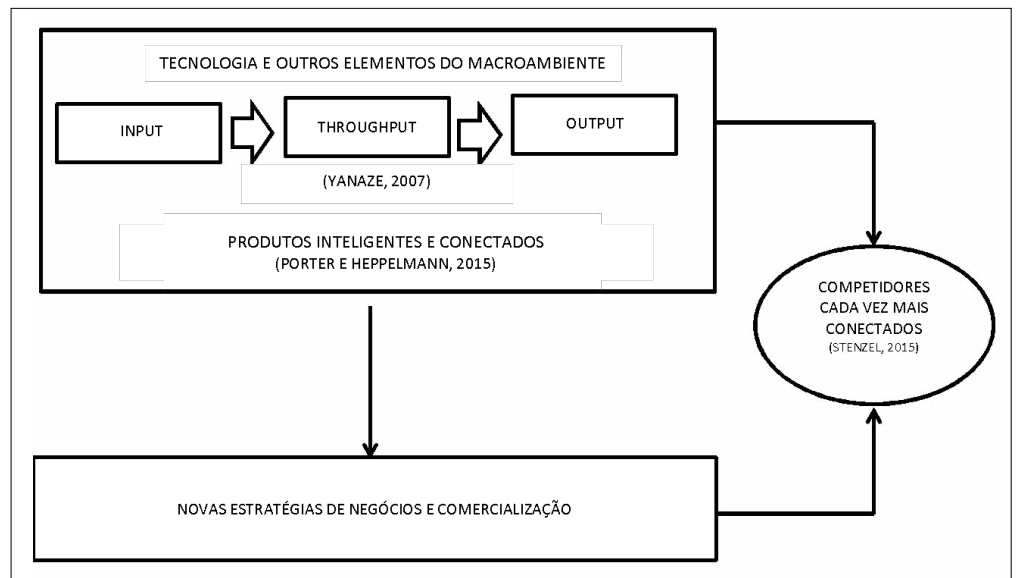 TECNOLOGIA E OUTROS ELEMENTOS DO MACROAMBIENTE
INPUT
THROUGHPUT
OUTPUT
(YANAZE, 2007)
PRODUTOS INTELIGENTES E CONECTADOS
(PORTER E HEPPELMANN, 2015)
COMPETIDORES
CADA VEZ MAIS
CONECTADOS
(STENZEL, 2015)
NOVAS ESTRATÉGIAS DE NEGÓCIOS E COMERCIALIZAÇÃO